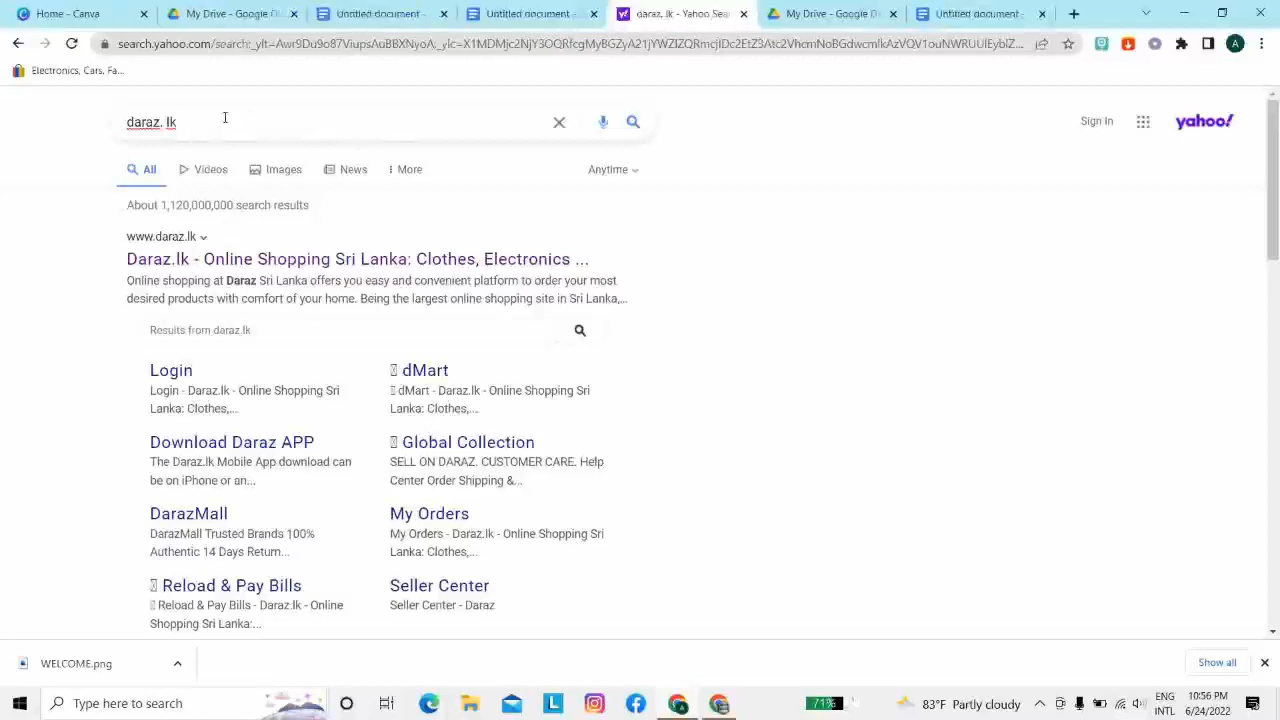 Home - Canva
My Drive - Google D
Untitled document -
Untitled document -
daraz. lk - Yahoo Sea
My Drive - Google D
Untitled document -
Electronics, Cars, Fa...
daraz. lk
Sign In
yahoo!
All
Videos
Images
News
More
Anytime
About 1,120,000,000 search results
www.daraz.lk
Daraz.lk - Online Shopping Sri Lanka: Clothes, Electronics ...
Online shopping at Daraz Sri Lanka offers you easy and convenient platform to order your most
desired products with comfort of your home. Being the largest online shopping site in Sri Lanka,...
Results from daraz.lk
Login
Login - Daraz.lk - Online Shopping Sri
Lanka: Clothes,...
dMart
dMart - Daraz.lk - Online Shopping Sri
Lanka: Clothes,...
Download Daraz APP
The Daraz.lk Mobile App download can
be on iPhone or an...
Global Collection
SELL ON DARAZ. CUSTOMER CARE. Help
Center Order Shipping &...
DarazMall
DarazMall Trusted Brands 100%
Authentic 14 Days Return...
My Orders
My Orders - Daraz.lk - Online Shopping Sri
Lanka: Clothes,...
Reload & Pay Bills
Reload & Pay Bills - Daraz.lk - Online
Shopping Sri Lanka:...
Seller Center
Seller Center - Daraz
WELCOME.png
Show all
Type here to search
71%
83°F Partly cloudy
ENG
INTL
10:56 PM
6/24/2022